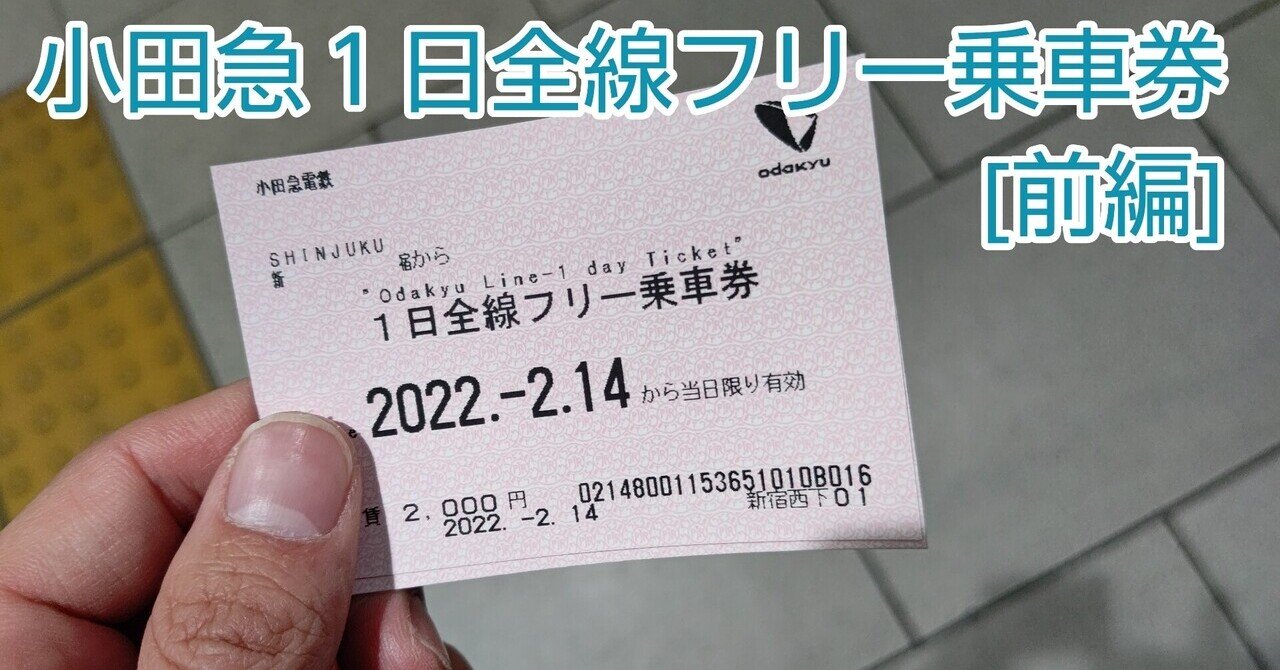 小田急1日全線フリー乗車券
[前編]
odakyu
小田急電鉄
SHINJUKU
新宿から
"Odakyu Line-1 day Ticket"
1日全線フリー乗車券
2022.-2.14から当日限り有効
賃 2,000円
02148001153651010B016
2022.-2.14
新宿西下01